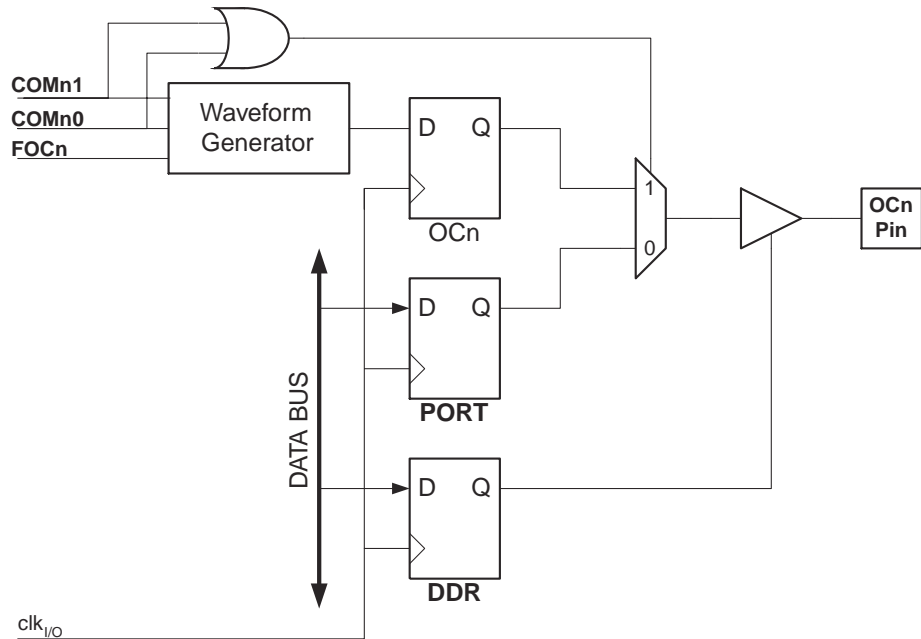 COMn1
COMn0
FOCn
Waveform
Generator
D Q
OCn
1
0
OCn
Pin
D Q
PORT
DATA BUS
D Q
DDR
clkI/O